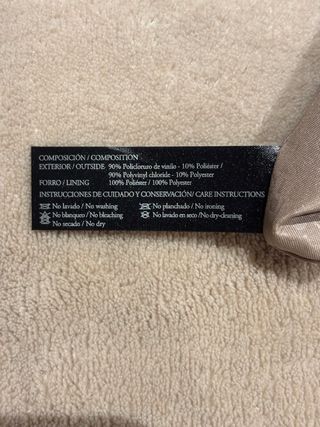 COMPOSICIÓN / COMPOSITION
EXTERIOR / OUTSIDE 90% Policloruro de vinilo - 10% Poliéster /
90% Polyvinyl chloride - 10% Polyester
FORRO / LINING 100% Poliéster / 100% Polyester
INSTRUCCIONES DE CUIDADO Y CONSERVACIÓN/ CARE INSTRUCTIONS
No lavado / No washing No planchado / No ironing
No blanqueo / No bleaching No lavado en seco /No dry-cleaning
No secado / No dry